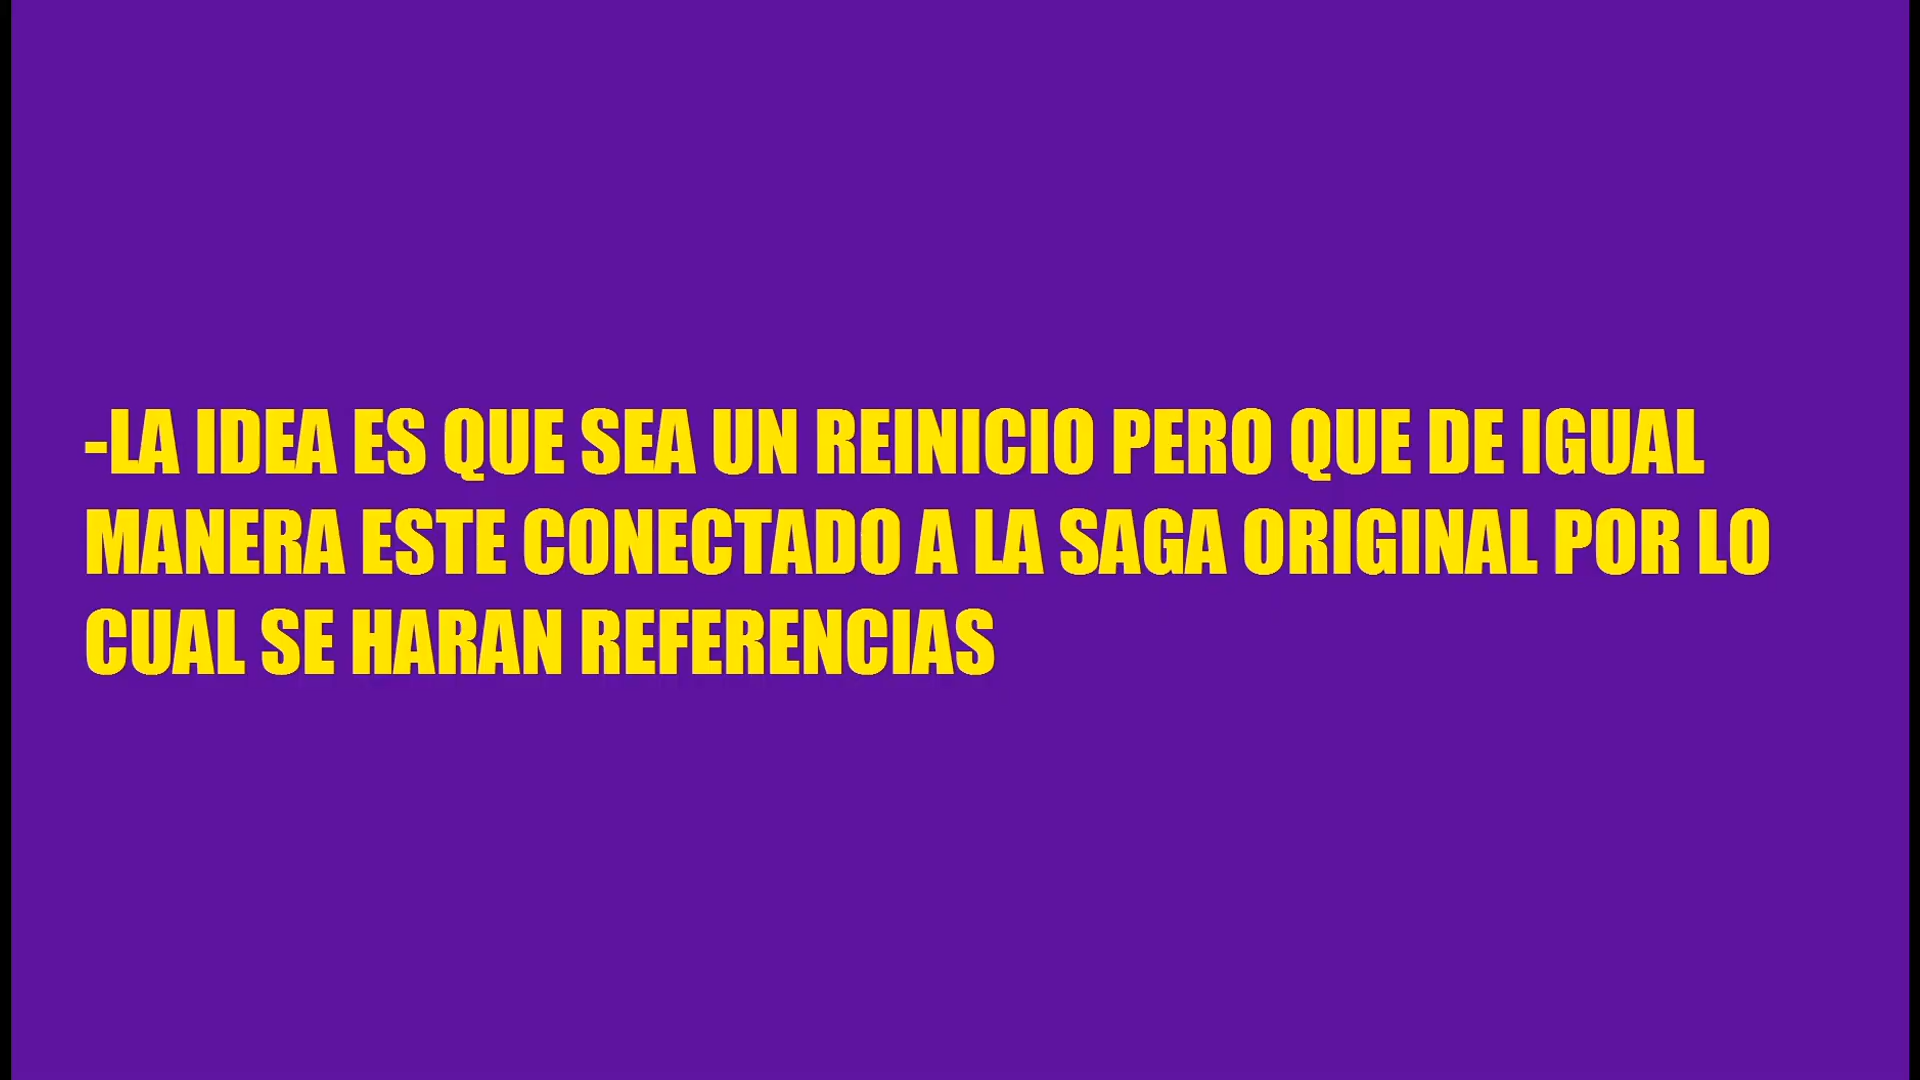 -LA IDEA ES QUE SEA UN REINICIO PERO QUE DE IGUAL
MANERA ESTE CONECTADO A LA SAGA ORIGINAL POR LO
CUAL SE HARAN REFERENCIAS